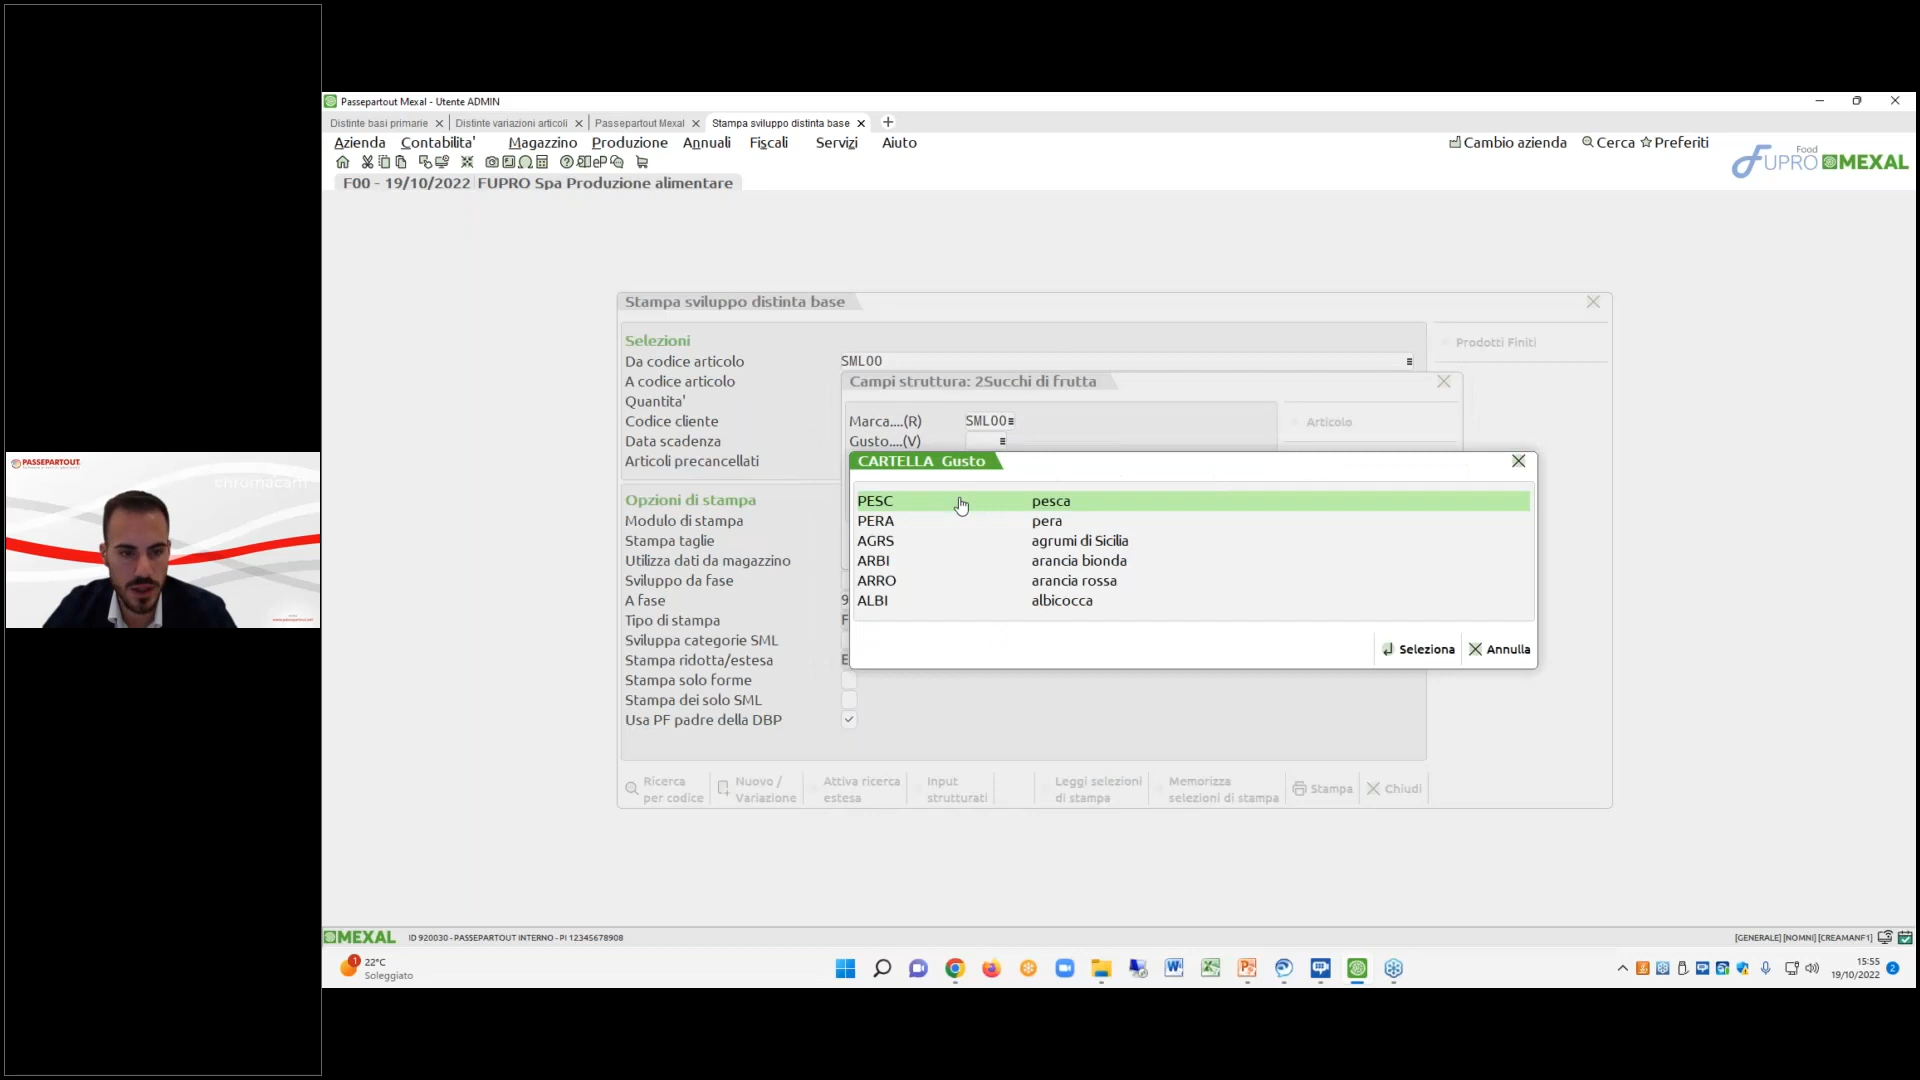 Passepartout Mexal - Utente ADMIN
Distinte basi primarie
Distinte variazioni articoli
Passepartout Mexal
Stampa sviluppo distinta base
Azienda Contabilita' Magazzino Produzione Annuali Fiscali Servizi Aiuto
Cambio azienda Cerca Preferiti
Food
FUPRO MEXAL
F00 - 19/10/2022 FUPRO Spa Produzione alimentare
Stampa sviluppo distinta base
Selezioni
Prodotti Finiti
Da codice articolo SML00
A codice articolo
Campi struttura: 2Succhi di frutta
Quantita'
Codice cliente
Marca....(R) SML00
Articolo
Data scadenza
Gusto....(V)
Articoli precancellati
CARTELLA Gusto
PESC pesca
PERA pera
AGRS agrumi di Sicilia
ARBI arancia bionda
ARRO arancia rossa
ALBI albicocca
Seleziona Annulla
Opzioni di stampa
Modulo di stampa
Stampa taglie
Utilizza dati da magazzino
Sviluppo da fase
A fase 9
Tipo di stampa F
Sviluppa categorie SML
Stampa ridotta/estesa E
Stampa solo forme
Stampa dei solo SML
Usa PF padre della DBP
Ricerca per codice
Nuovo / Variazione
Attiva ricerca estesa
Input strutturati
Leggi selezioni di stampa
Memorizza selezioni di stampa
Stampa
Chiudi
PASSEPARTOUT
chromacam
MEXAL ID 920030 - PASSEPARTOUT INTERNO - PI 12345678908
[GENERALE] [NOMNI] [CREAMANF1]
1
22°C
Soleggiato
15:55
19/10/2022
2